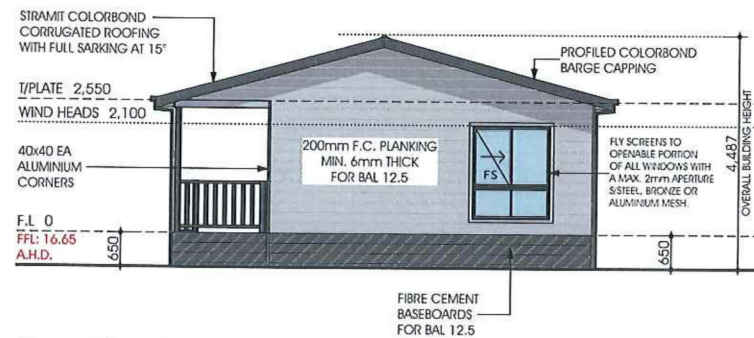 STRAMIT COLORBOND
CORRUGATED ROOFING
WITH FULL SARKING AT 15°
PROFILED COLORBOND
BARGE CAPPING
T/PLATE 2,550
WIND HEADS 2,100
40x40 EA
ALUMINIUM
CORNERS
200mm F.C. PLANKING
MIN. 6mm THICK
FOR BAL 12.5
FS
FLY SCREENS TO
OPENABLE PORTION
OF ALL WINDOWS WITH
A MAX. 2mm APERTURE
S/STEEL, BRONZE OR
ALUMINIUM MESH.
4,487
OVERALL BUILDING HEIGHT
F.L 0
FFL: 16.65
A.H.D.
650
650
FIBRE CEMENT
BASEBOARDS
FOR BAL 12.5